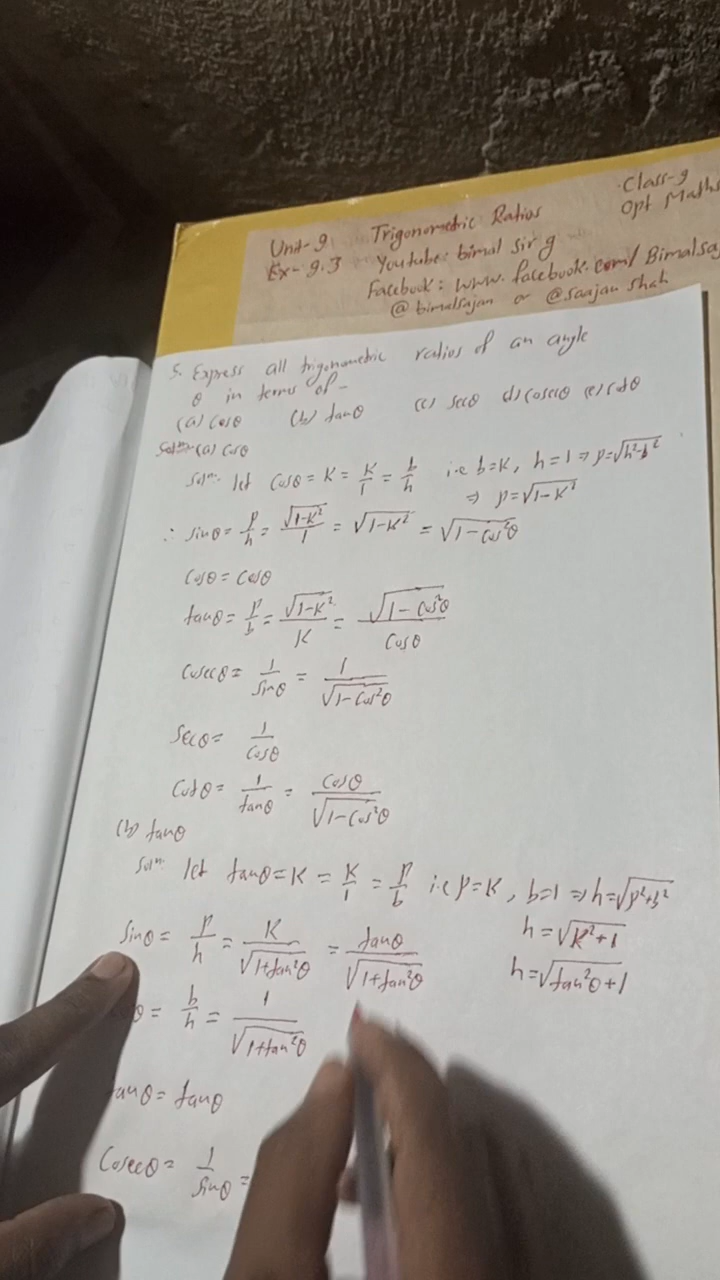 Unit-9 Trigonometric Ratios Class-9
Ex-9.3 Youtube: bimal sir g Opt Maths
Facebook: www.facebook.com/Bimalsa
@bimalsajan or @saajan shah
5. Express all trigonometric ratios of an angle
θ in terms of -
(a) cosθ (b) tanθ (c) secθ d) cosecθ (e) cotθ
Solⁿ: (a) cosθ
Solⁿ: let cosθ = K = K/1 = b/h i.e b=K, h=1 ⇒ p=√(h²-b²)
⇒ p=√(1-K²)
∴ sinθ = p/h = √(1-K²)/1 = √(1-K²) = √(1-cos²θ)
cosθ = cosθ
tanθ = p/b = √(1-K²)/K = √(1-cos²θ)/cosθ
cosecθ = 1/sinθ = 1/√(1-cos²θ)
secθ = 1/cosθ
cotθ = 1/tanθ = cosθ/√(1-cos²θ)
(b) tanθ
Solⁿ: let tanθ = K = K/1 = p/b i.e p=K, b=1 ⇒ h=√(p²+b²)
h=√(K²+1)
sinθ = p/h = K/√(1+tan²θ) = tanθ/√(1+tan²θ)
h=√(tan²θ+1)
θ = b/h = 1/√(1+tan²θ)
anθ = tanθ
cosecθ = 1/sinθ =